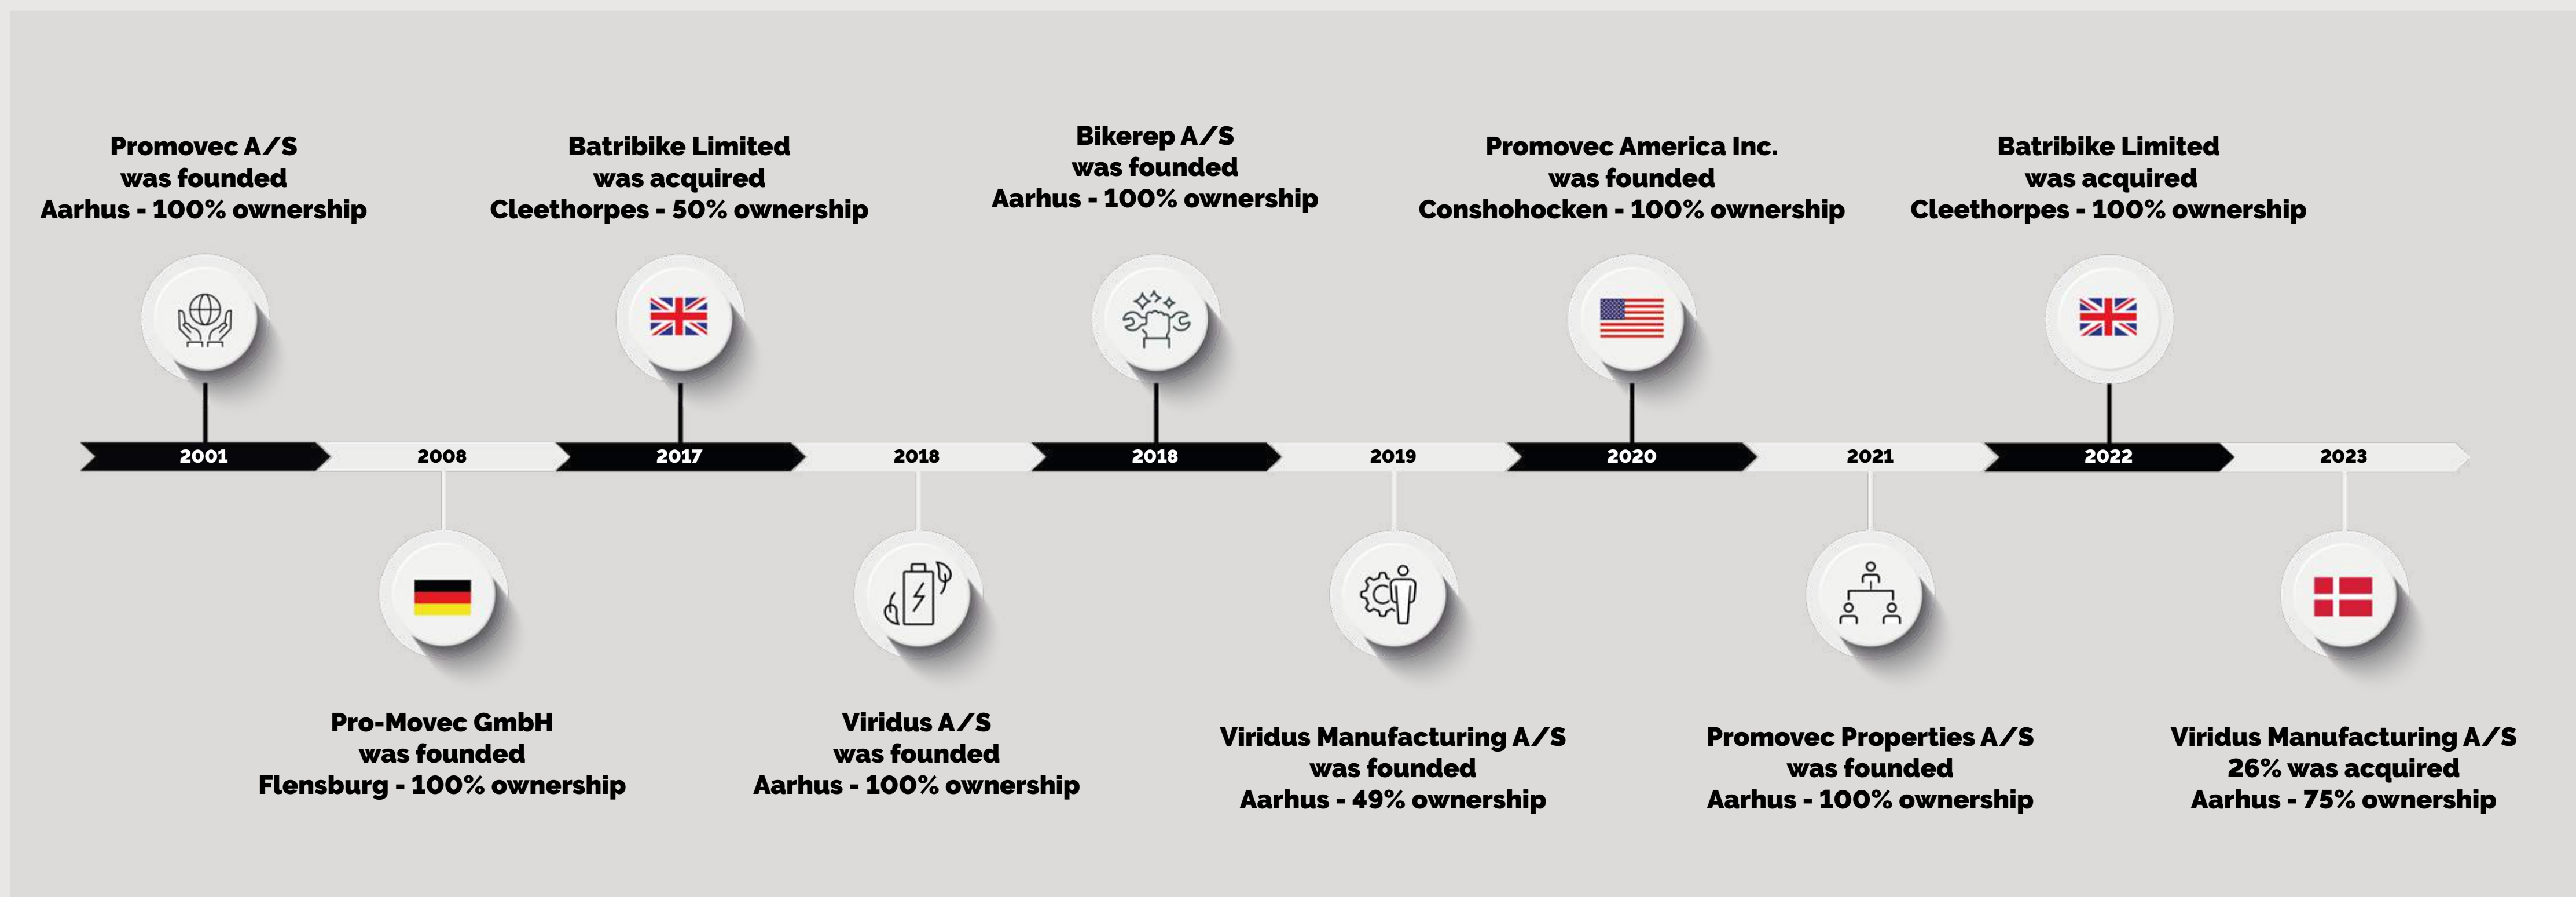 Promovec A/S
was founded
Aarhus - 100% ownership
Batribike Limited
was acquired
Cleethorpes - 50% ownership
Bikerep A/S
was founded
Aarhus - 100% ownership
Promovec America Inc.
was founded
Conshohocken - 100% ownership
Batribike Limited
was acquired
Cleethorpes - 100% ownership
2001
2008
2017
2018
2018
2019
2020
2021
2022
2023
Pro-Movec GmbH
was founded
Flensburg - 100% ownership
Viridus A/S
was founded
Aarhus - 100% ownership
Viridus Manufacturing A/S
was founded
Aarhus - 49% ownership
Promovec Properties A/S
was founded
Aarhus - 100% ownership
Viridus Manufacturing A/S
26% was acquired
Aarhus - 75% ownership